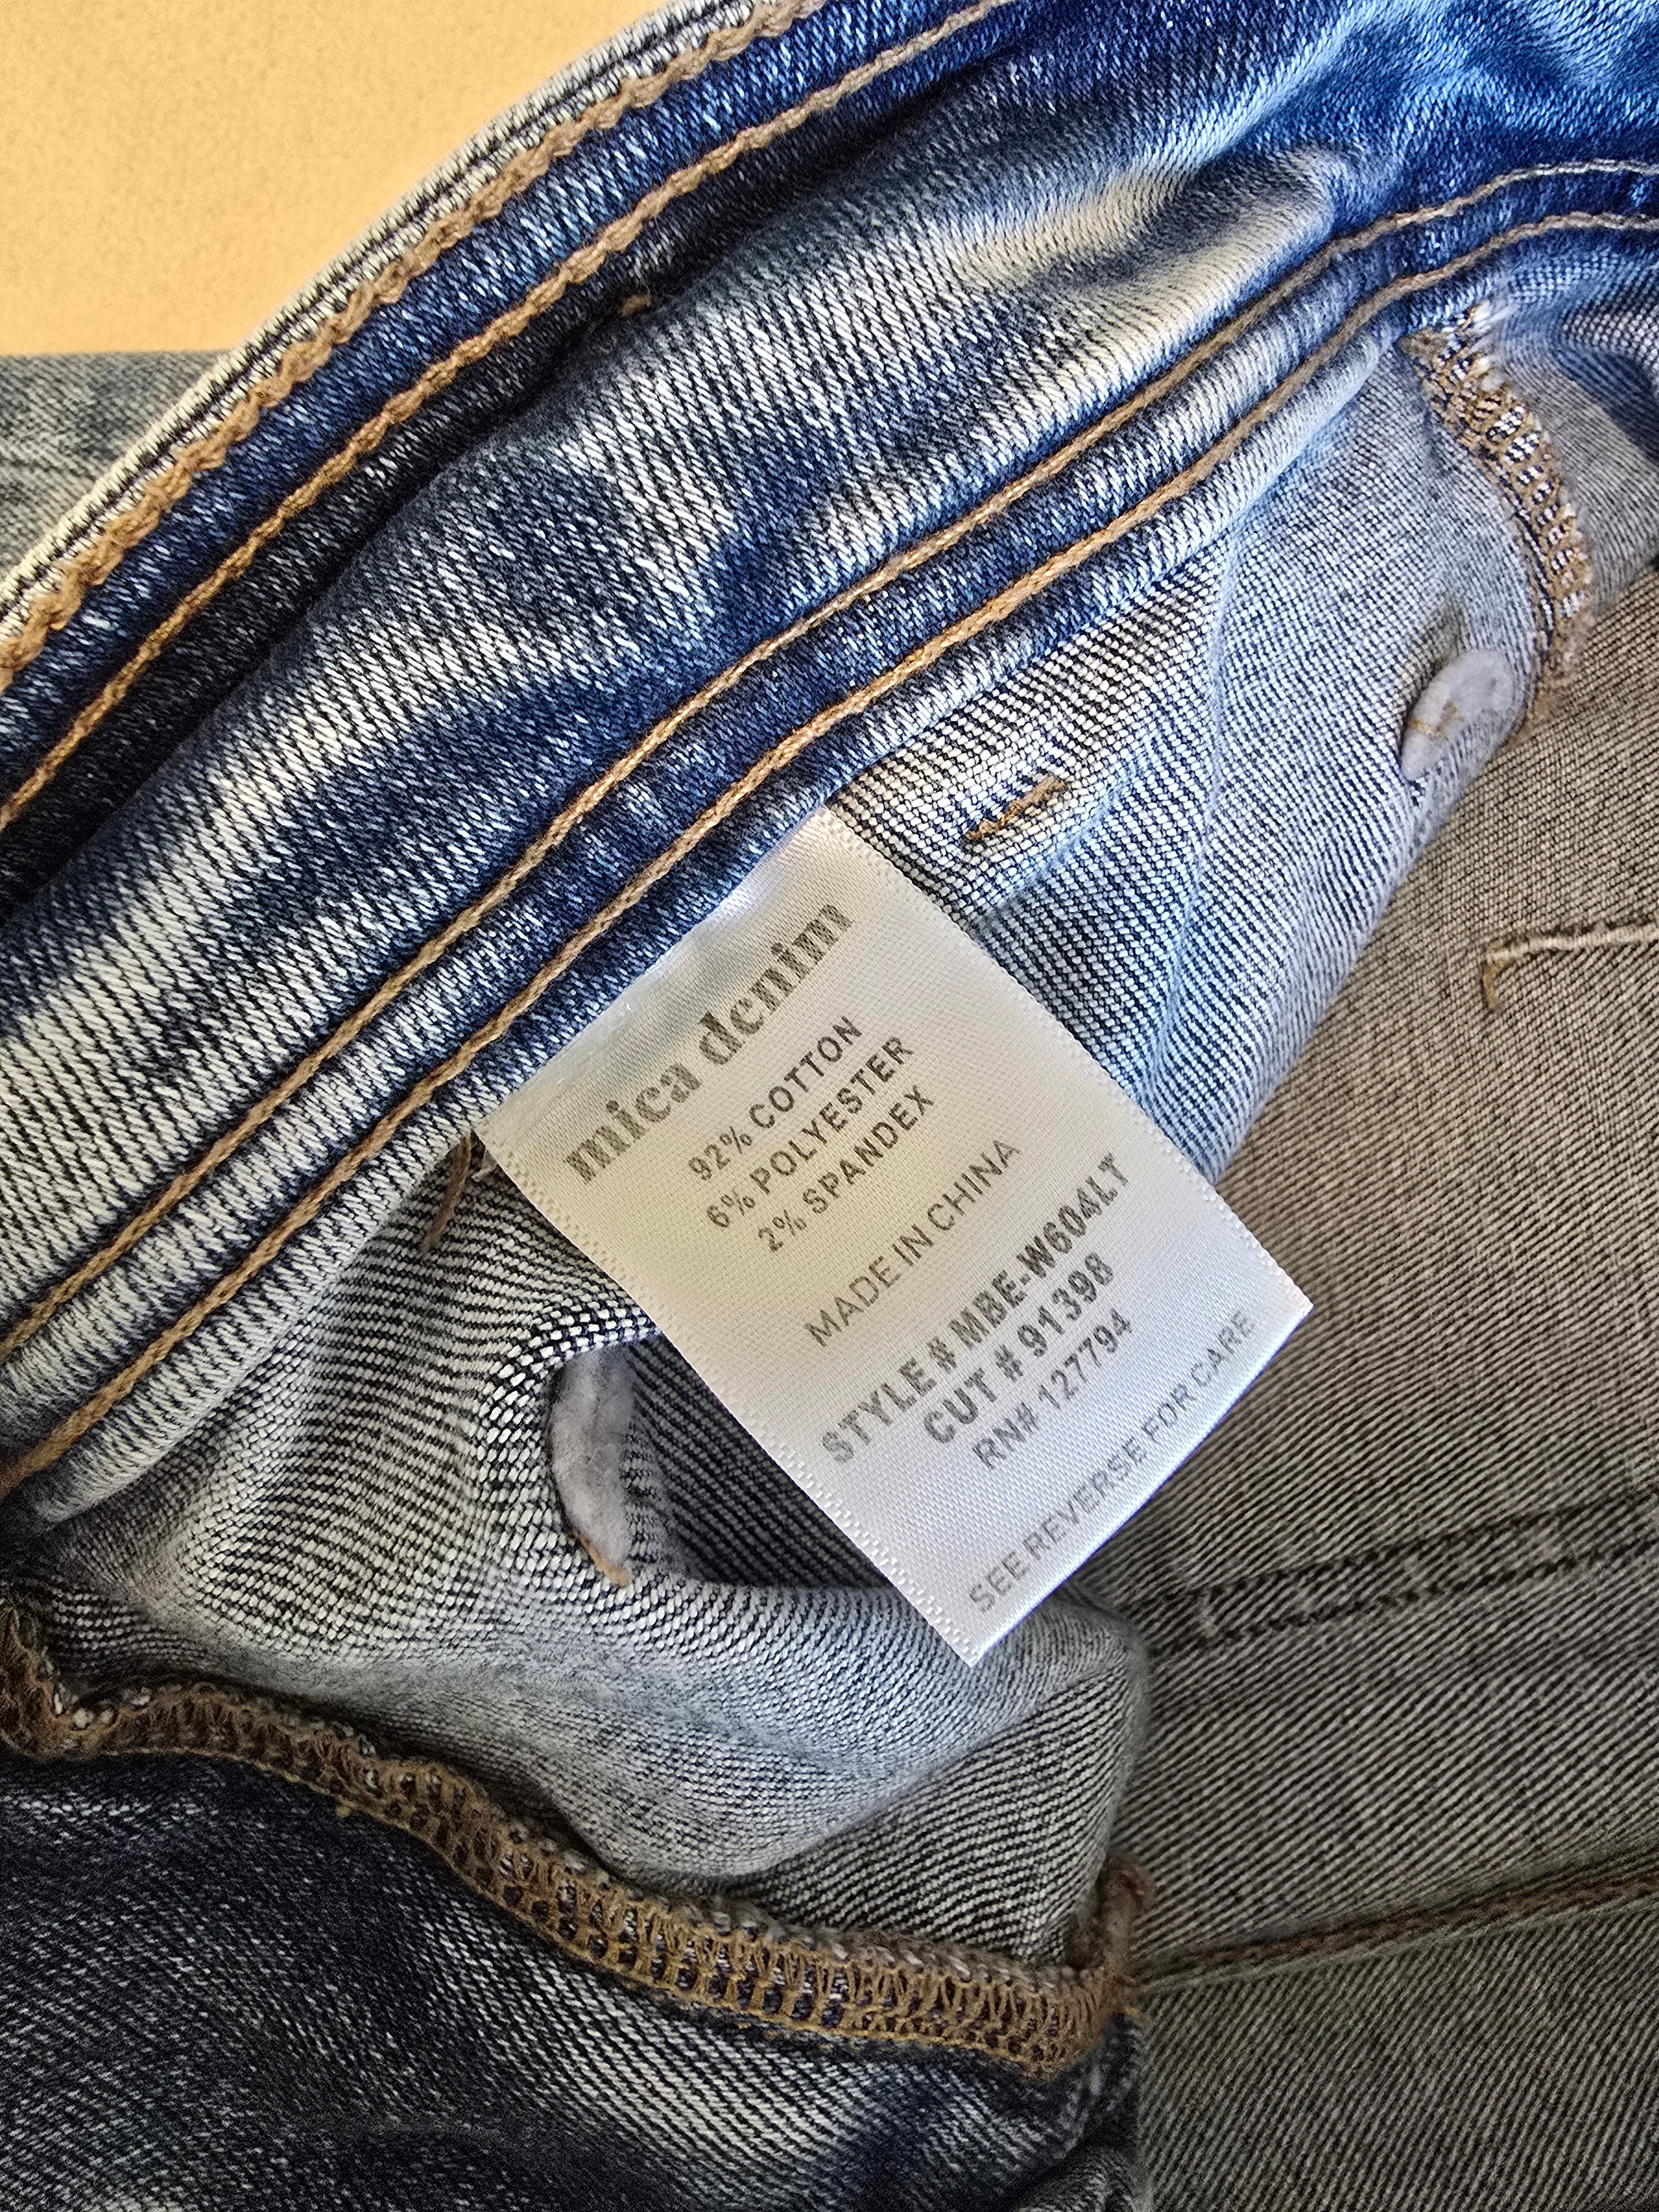 mica denim
92% COTTON
6% POLYESTER
2% SPANDEX
MADE IN CHINA
STYLE # MBE-W604LT
CUT # 91398
RN# 127794
SEE REVERSE FOR CARE